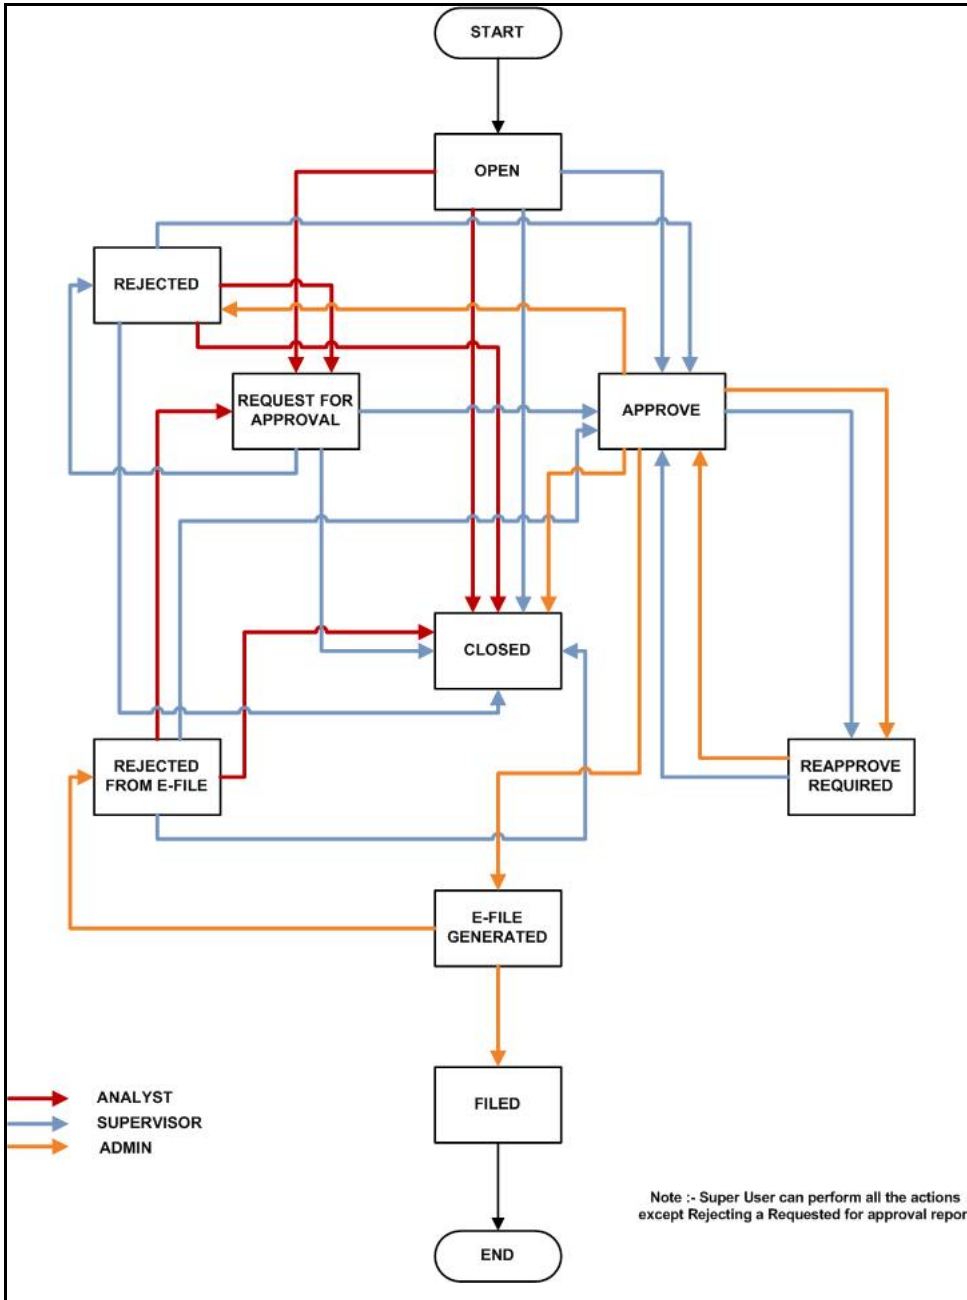 START
OPEN
REJECTED
REQUEST FOR
APPROVAL
APPROVE
CLOSED
REJECTED
FROM E-FILE
REAPPROVE
REQUIRED
E-FILE
GENERATED
FILED
ANALYST
SUPERVISOR
ADMIN
Note :- Super User can perform all the actions
except Rejecting a Requested for approval repor
END